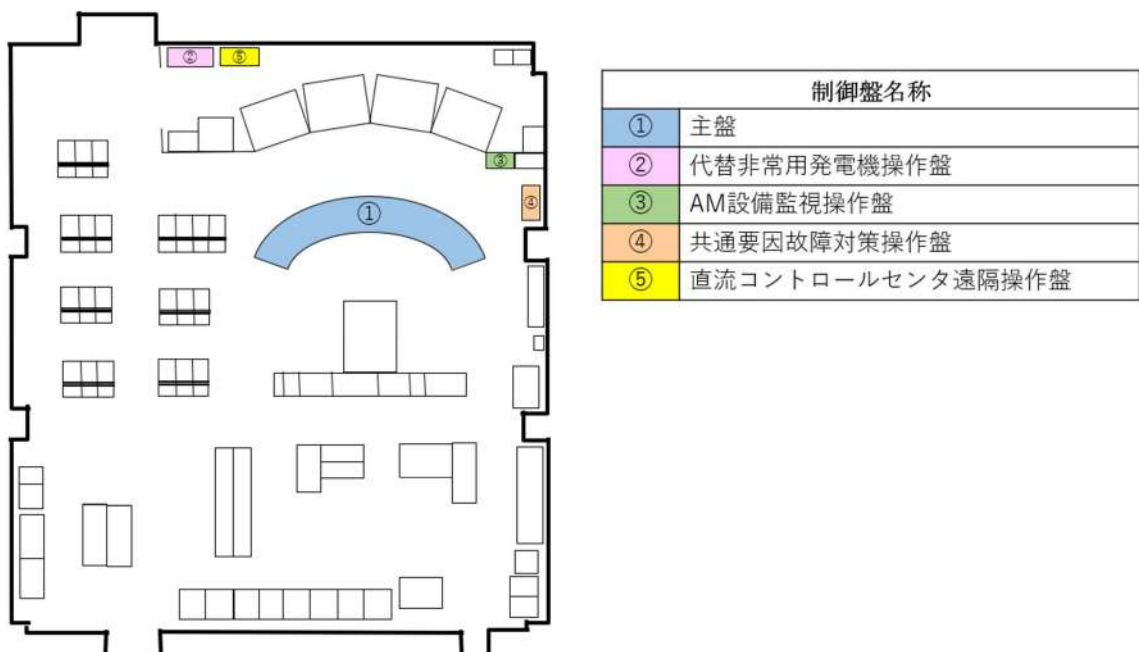 ② ⑤
③
④
①
制御盤名称
① 主盤
② 代替非常用発電機操作盤
③ AM設備監視操作盤
④ 共通要因故障対策操作盤
⑤ 直流コントロールセンタ遠隔操作盤